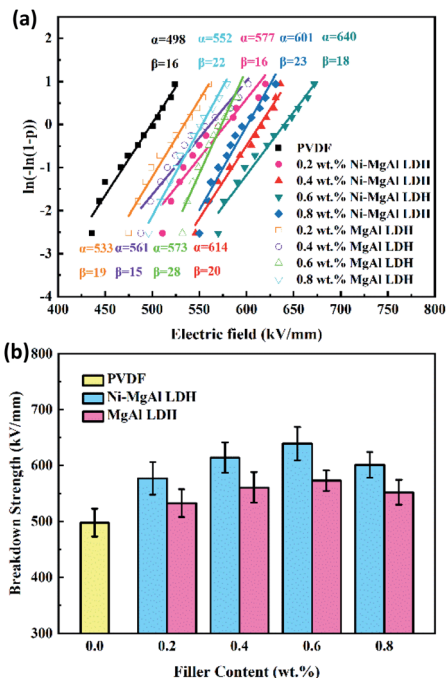 (a)
α=498 α=552 α=577 α=601 α=640
β=16 β=22 β=16 β=23 β=18
2
1
0
-1
-2
-3
-4
ln(-ln(1-p))
PVDF
0.2 wt.% Ni-MgAl LDH
0.4 wt.% Ni-MgAl LDH
0.6 wt.% Ni-MgAl LDH
0.8 wt.% Ni-MgAl LDH
0.2 wt.% MgAl LDH
0.4 wt.% MgAl LDH
0.6 wt.% MgAl LDH
0.8 wt.% MgAl LDH
α=533 α=561 α=573 α=614
β=19 β=15 β=28 β=20
400 450 500 550 600 650 700 750 800
Electric field (kV/mm)
(b)
800
700
600
500
400
300
Breakdown Strength (kV/mm)
PVDF
Ni-MgAl LDH
MgAl LDH
0.0 0.2 0.4 0.6 0.8
Filler Content (wt.%)